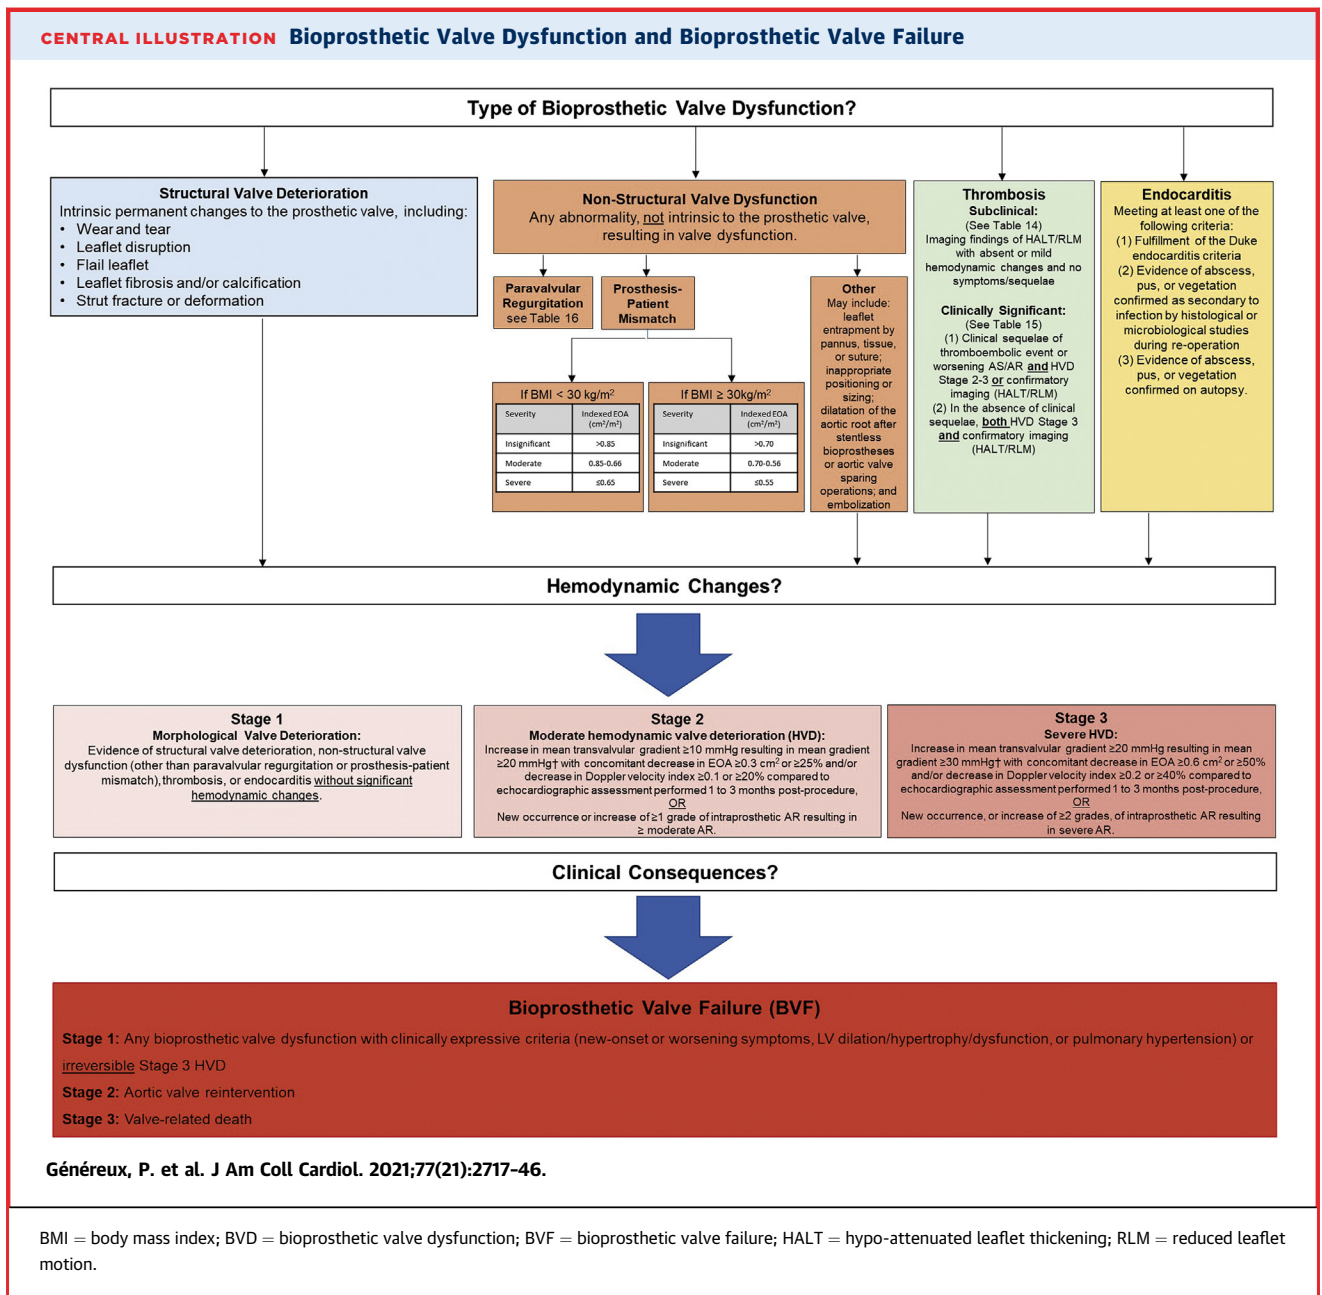 CENTRAL ILLUSTRATION Bioprosthetic Valve Dysfunction and Bioprosthetic Valve Failure
Type of Bioprosthetic Valve Dysfunction?
Structural Valve Deterioration
Intrinsic permanent changes to the prosthetic valve, including:
• Wear and tear
• Leaflet disruption
• Flail leaflet
• Leaflet fibrosis and/or calcification
• Strut fracture or deformation
Non-Structural Valve Dysfunction
Any abnormality, not intrinsic to the prosthetic valve,
resulting in valve dysfunction.
Paravalvular
Regurgitation
see Table 16
Prosthesis-
Patient
Mismatch
If BMI < 30 kg/m²
Severity Indexed EOA
(cm²/m²)
Insignificant >0.85
Moderate 0.85-0.66
Severe ≤0.65
If BMI ≥ 30kg/m²
Severity Indexed EOA
(cm²/m²)
Insignificant >0.70
Moderate 0.70-0.56
Severe ≤0.55
Other
May include:
leaflet
entrapment by
pannus, tissue,
or suture;
inappropriate
positioning or
sizing;
dilatation of the
aortic root after
stentless
bioprostheses
or aortic valve
sparing
operations; and
embolization
Thrombosis
Subclinical:
(See Table 14)
Imaging findings of HALT/RLM
with absent or mild
hemodynamic changes and no
symptoms/sequelae
Clinically Significant:
(See Table 15)
(1) Clinical sequelae of
thromboembolic event or
worsening AS/AR and HVD
Stage 2-3 or confirmatory
imaging (HALT/RLM)
(2) In the absence of clinical
sequelae, both HVD Stage 3
and confirmatory imaging
(HALT/RLM)
Endocarditis
Meeting at least one of the
following criteria:
(1) Fulfillment of the Duke
endocarditis criteria
(2) Evidence of abscess,
pus, or vegetation
confirmed as secondary to
infection by histological or
microbiological studies
during re-operation
(3) Evidence of abscess,
pus, or vegetation
confirmed on autopsy.
Hemodynamic Changes?
Stage 1
Morphological Valve Deterioration:
Evidence of structural valve deterioration, non-structural valve
dysfunction (other than paravalvular regurgitation or prosthesis-patient
mismatch), thrombosis, or endocarditis without significant
hemodynamic changes.
Stage 2
Moderate hemodynamic valve deterioration (HVD):
Increase in mean transvalvular gradient ≥10 mmHg resulting in mean gradient
≥20 mmHg† with concomitant decrease in EOA ≥0.3 cm² or ≥25% and/or
decrease in Doppler velocity index ≥0.1 or ≥20% compared to
echocardiographic assessment performed 1 to 3 months post-procedure,
OR
New occurrence or increase of ≥1 grade of intraprosthetic AR resulting in
≥ moderate AR.
Stage 3
Severe HVD:
Increase in mean transvalvular gradient ≥20 mmHg resulting in mean
gradient ≥30 mmHg† with concomitant decrease in EOA ≥0.6 cm² or ≥50%
and/or decrease in Doppler velocity index ≥0.2 or ≥40% compared to
echocardiographic assessment performed 1 to 3 months post-procedure,
OR
New occurrence, or increase of ≥2 grades, of intraprosthetic AR resulting
in severe AR.
Clinical Consequences?
Bioprosthetic Valve Failure (BVF)
Stage 1: Any bioprosthetic valve dysfunction with clinically expressive criteria (new-onset or worsening symptoms, LV dilation/hypertrophy/dysfunction, or pulmonary hypertension) or
irreversible Stage 3 HVD
Stage 2: Aortic valve reintervention
Stage 3: Valve-related death
Généreux, P. et al. J Am Coll Cardiol. 2021;77(21):2717–46.
BMI = body mass index; BVD = bioprosthetic valve dysfunction; BVF = bioprosthetic valve failure; HALT = hypo-attenuated leaflet thickening; RLM = reduced leaflet
motion.